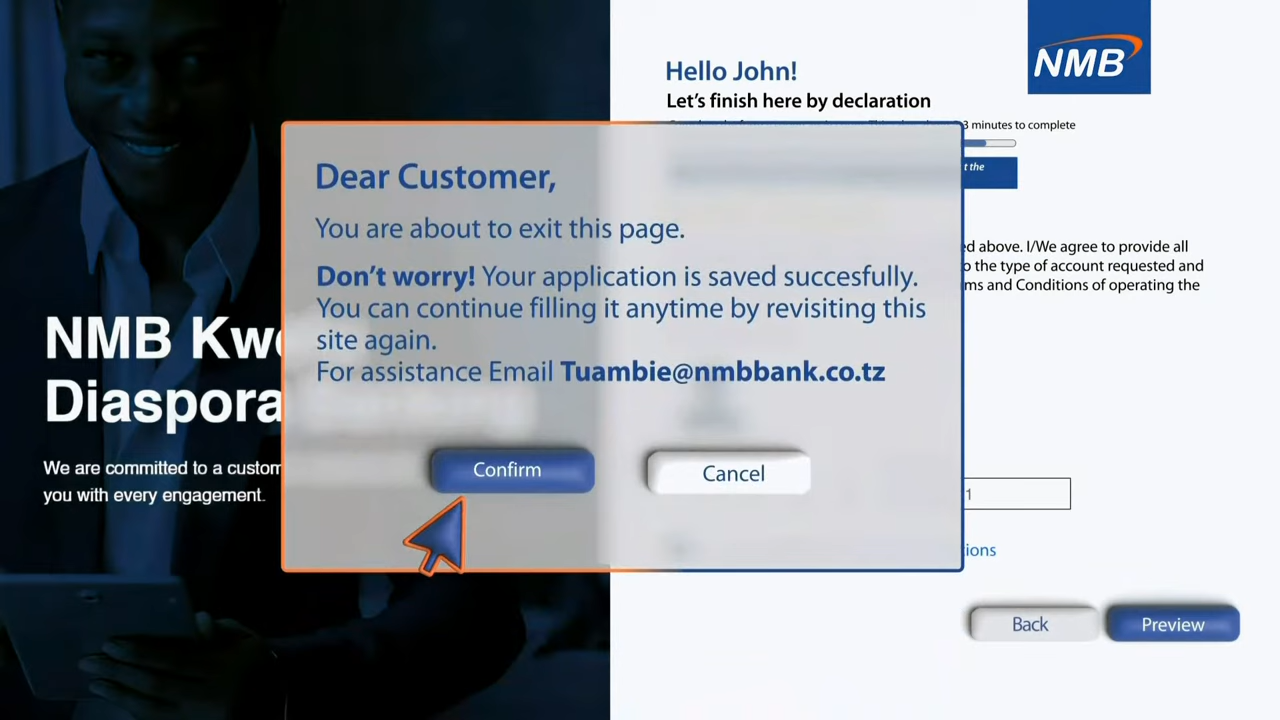 NMB
Hello John!
Let's finish here by declaration
3 minutes to complete
t the
Dear Customer,
You are about to exit this page.
Don't worry! Your application is saved succesfully.
You can continue filling it anytime by revisiting this
site again.
For assistance Email Tuambie@nmbbank.co.tz
Confirm
Cancel
NMB Kw
Diaspora
We are committed to a custom
you with every engagement.
ed above. I/We agree to provide all
o the type of account requested and
ms and Conditions of operating the
1
ions
Back
Preview